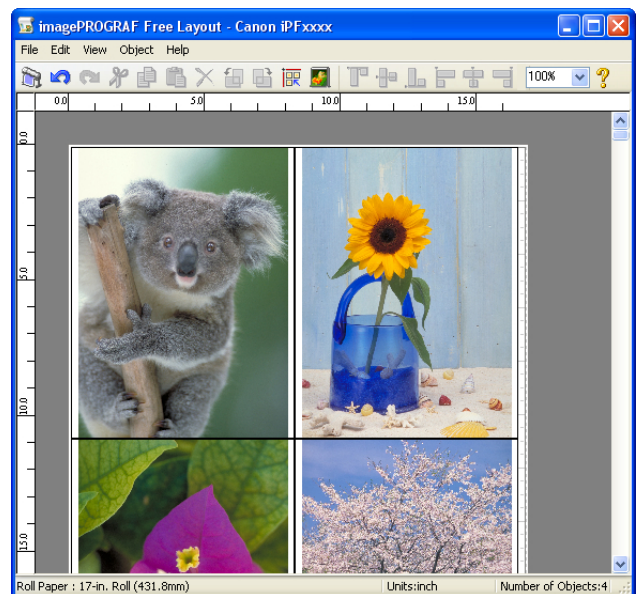 imagePROGRAF Free Layout - Canon iPFxxxx
File Edit View Object Help
100%
0.0 5.0 10.0 15.0
0.0
5.0
10.0
15.0
Roll Paper : 17-in. Roll (431.8mm) Units:inch Number of Objects:4